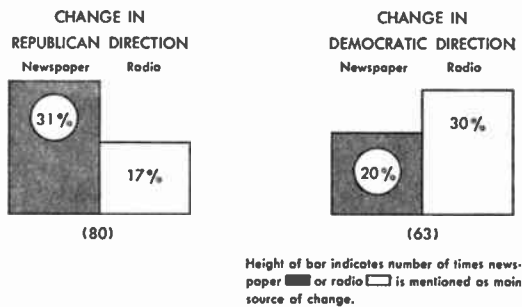 CHANGE IN
REPUBLICAN DIRECTION
Newspaper Radio
31%
17%
(80)
CHANGE IN
DEMOCRATIC DIRECTION
Newspaper Radio
20%
30%
(63)
Height of bar indicates number of times news-
paper or radio is mentioned as main
source of change.